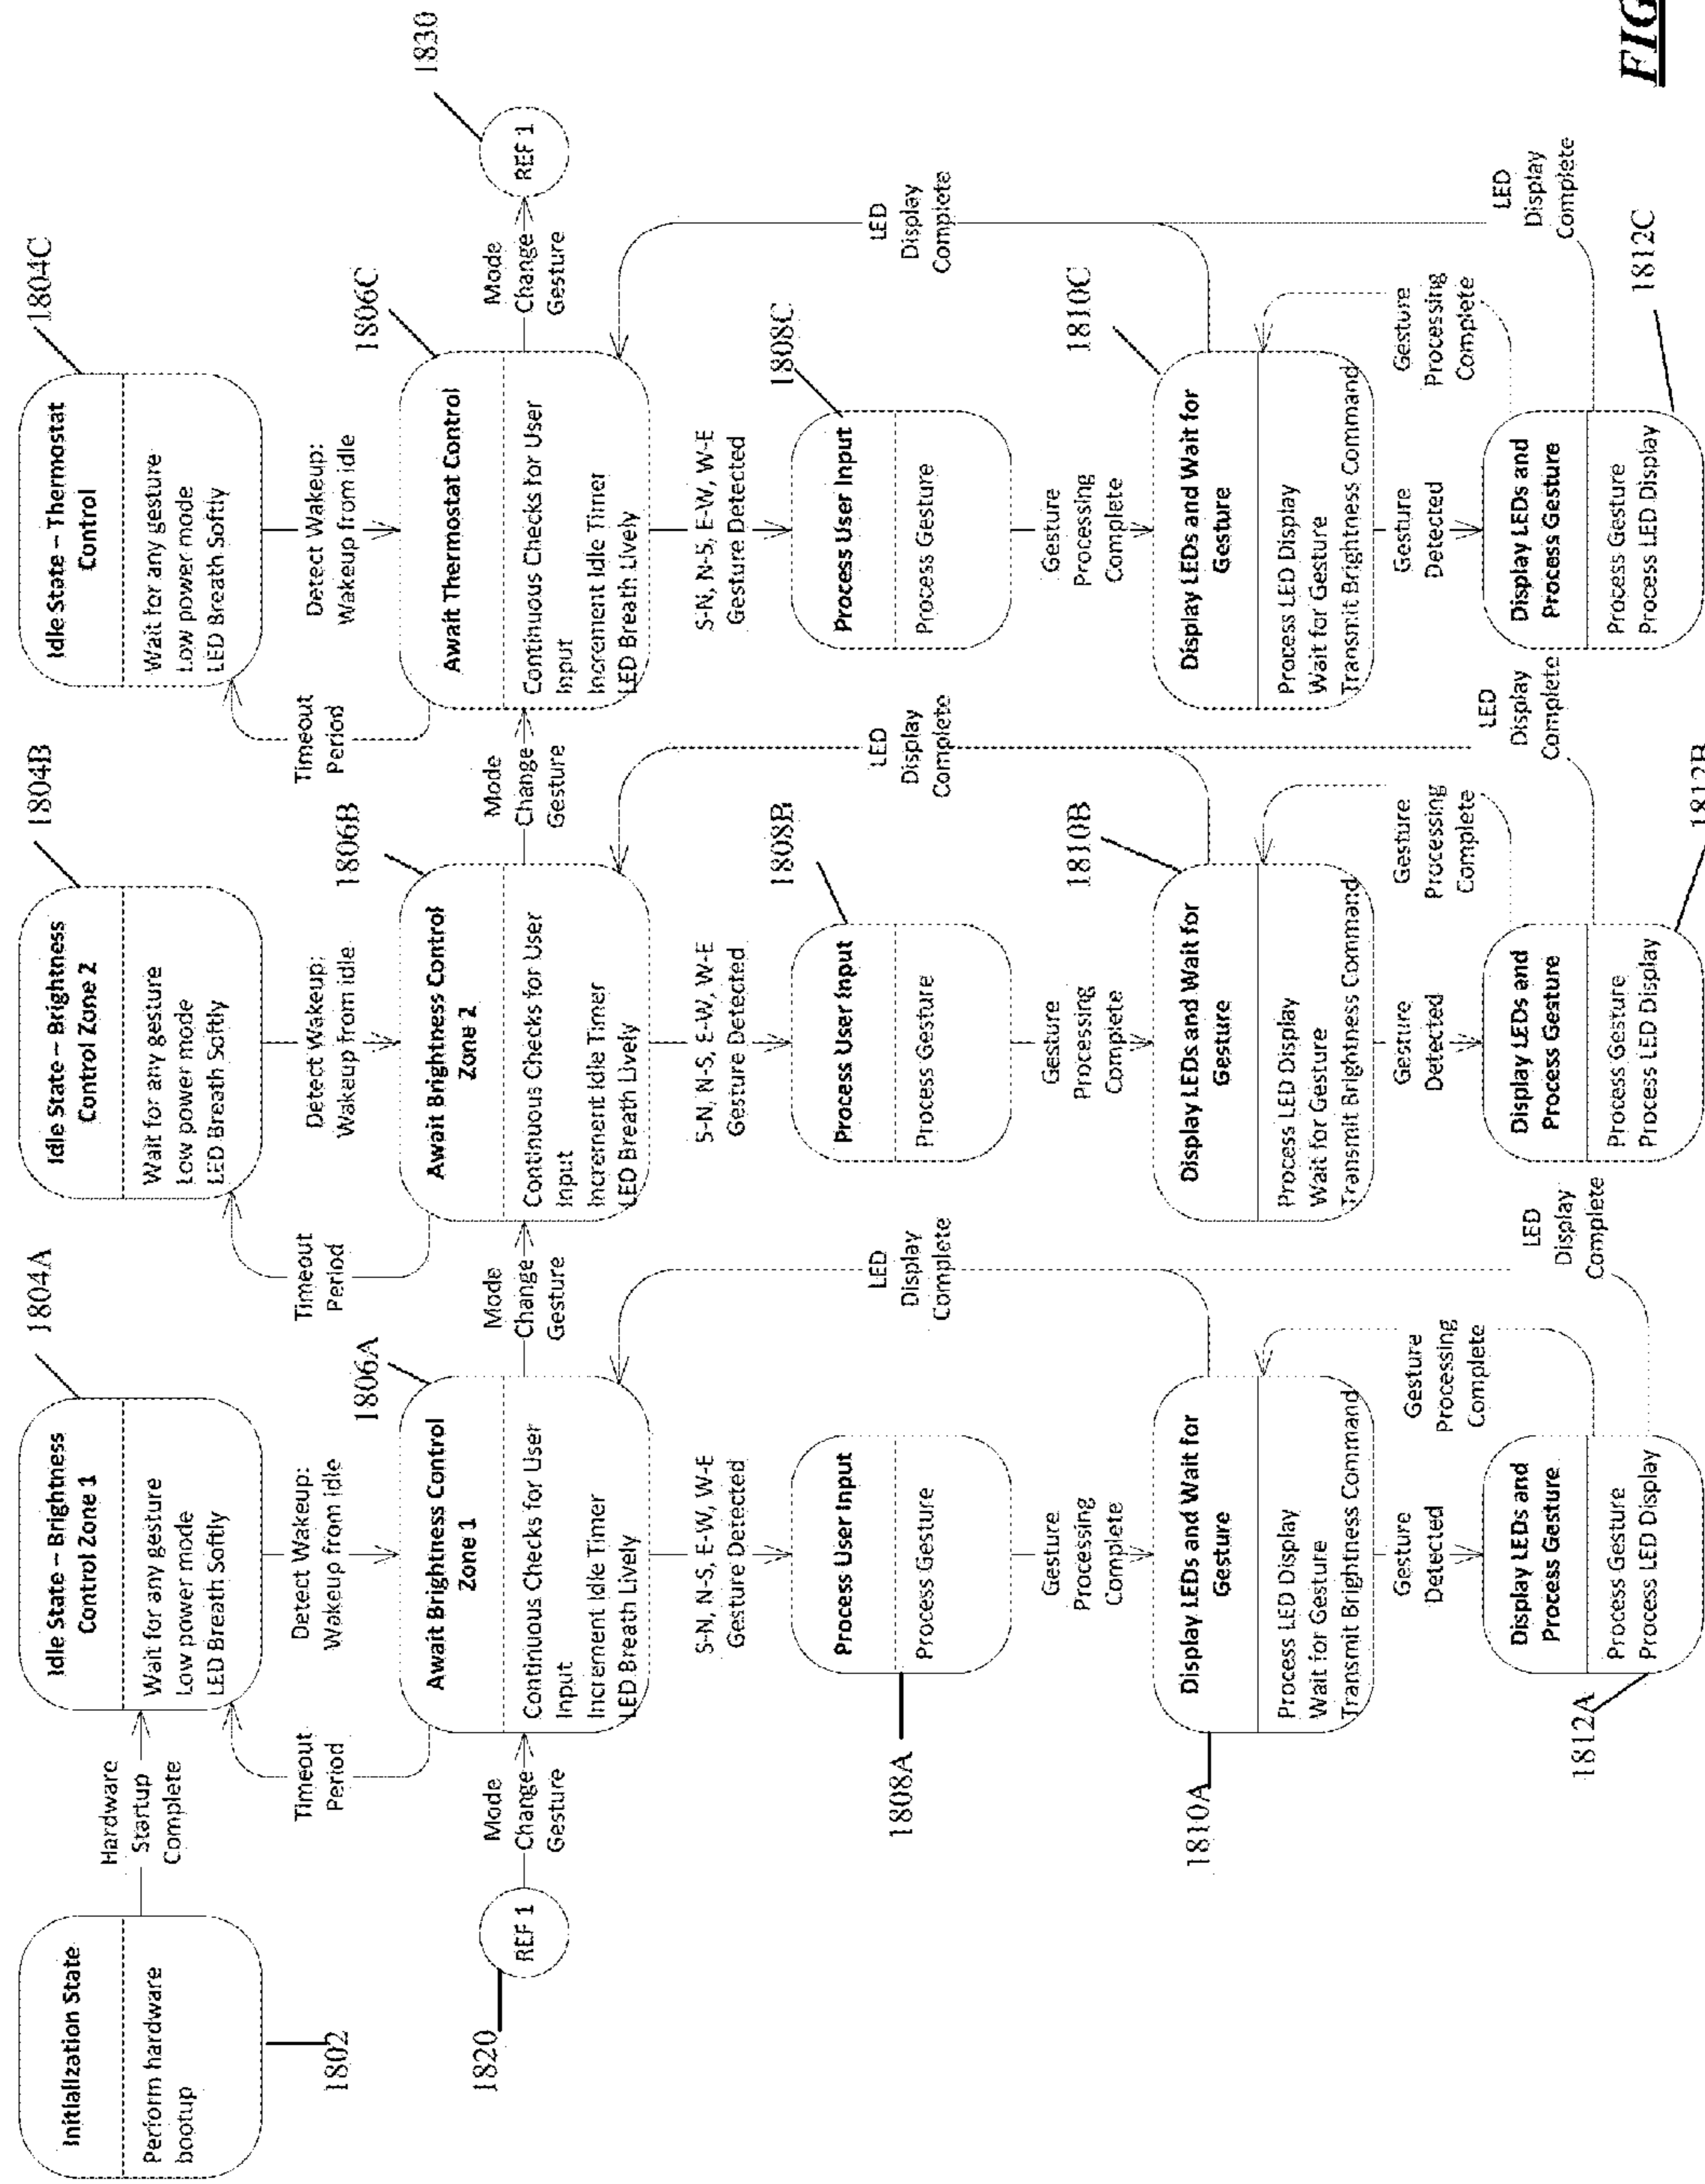 Initialization State
Perform hardware
bootup
1802
Hardware
Startup
Complete
Idle State – Brightness
Control Zone 1
Wait for any gesture
Low power mode
LED Breath Softly
1804A
Idle State – Brightness
Control Zone 2
Wait for any gesture
Low power mode
LED Breath Softly
1804B
Idle State – Thermostat
Control
Wait for any gesture
Low power mode
LED Breath Softly
1804C
Timeout
Period
Detect Wakeup:
Wakeup from idle
Timeout
Period
Detect Wakeup:
Wakeup from idle
Timeout
Period
Detect Wakeup:
Wakeup from idle
1820
REF 1
Mode
Change
Gesture
Await Brightness Control
Zone 1
Continuous Checks for User
Input
Increment Idle Timer
LED Breath Lively
1806A
Mode
Change
Gesture
Await Brightness Control
Zone 2
Continuous Checks for User
Input
Increment Idle Timer
LED Breath Lively
1806B
Mode
Change
Gesture
Await Thermostat Control
Continuous Checks for User
Input
Increment Idle Timer
LED Breath Lively
1806C
Mode
Change
Gesture
REF 1
1830
S-N, N-S, E-W, W-E
Gesture Detected
S-N, N-S, E-W, W-E
Gesture Detected
S-N, N-S, E-W, W-E
Gesture Detected
1808A
Process User Input
Process Gesture
LED
Display
Complete
1808B
Process User Input
Process Gesture
LED
Display
Complete
1808C
Process User Input
Process Gesture
LED
Display
Complete
Gesture
Processing
Complete
Gesture
Processing
Complete
Gesture
Processing
Complete
1810A
Display LEDs and Wait for
Gesture
Process LED Display
Wait for Gesture
Transmit Brightness Command
1810B
Display LEDs and Wait for
Gesture
Process LED Display
Wait for Gesture
Transmit Brightness Command
1810C
Display LEDs and Wait for
Gesture
Process LED Display
Wait for Gesture
Transmit Brightness Command
Gesture
Detected
Gesture
Processing
Complete
Gesture
Detected
Gesture
Processing
Complete
Gesture
Detected
Gesture
Processing
Complete
1812A
Display LEDs and
Process Gesture
Process Gesture
Process LED Display
LED
Display
Complete
1812B
Display LEDs and
Process Gesture
Process Gesture
Process LED Display
LED
Display
Complete
1812C
Display LEDs and
Process Gesture
Process Gesture
Process LED Display
LED
Display
Complete
FIG